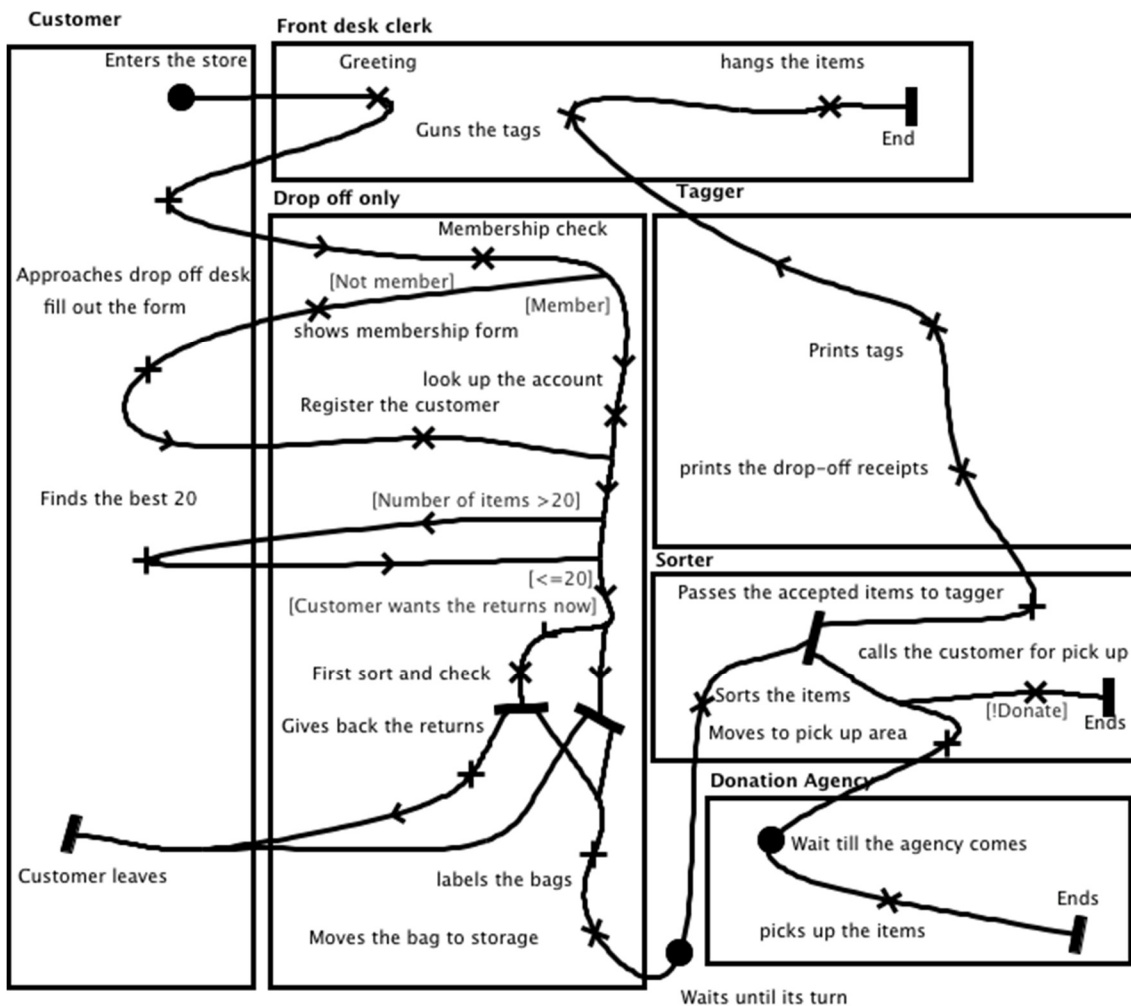 Customer
Front desk clerk
Enters the store
Greeting
hangs the items
Guns the tags
End
Drop off only
Tagger
Membership check
Approaches drop off desk
fill out the form
[Not member]
[Member]
shows membership form
Prints tags
look up the account
Register the customer
prints the drop-off receipts
Finds the best 20
[Number of items >20]
Sorter
[<=20]
[Customer wants the returns now]
Passes the accepted items to tagger
calls the customer for pick up
First sort and check
Sorts the items
[!Donate]
Ends
Gives back the returns
Moves to pick up area
Donation Agency
Wait till the agency comes
Customer leaves
labels the bags
Ends
Moves the bag to storage
picks up the items
Waits until its turn